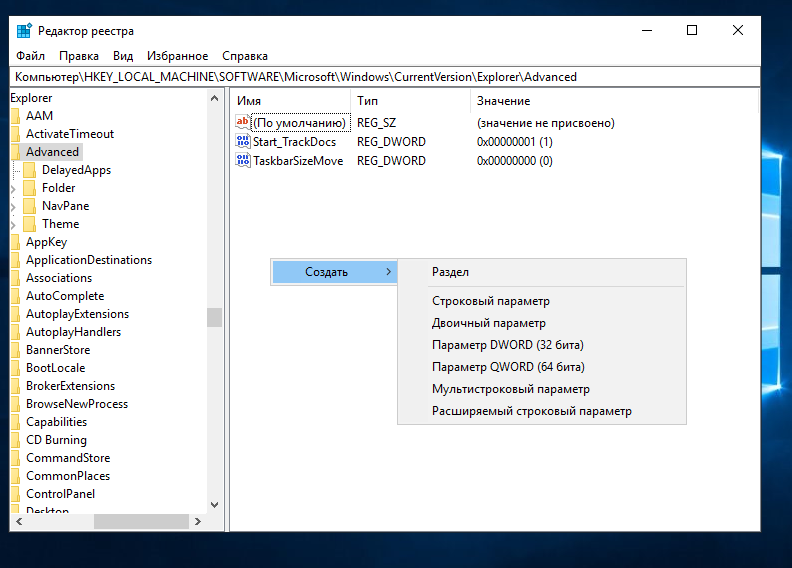 Редактор реестра
Файл Правка Вид Избранное Справка
Компьютер\HKEY_LOCAL_MACHINE\SOFTWARE\Microsoft\Windows\CurrentVersion\Explorer\Advanced
Explorer
AAM
ActivateTimeout
Advanced
DelayedApps
Folder
NavPane
Theme
AppKey
ApplicationDestinations
Associations
AutoComplete
AutoplayExtensions
AutoplayHandlers
BannerStore
BootLocale
BrokerExtensions
BrowseNewProcess
Capabilities
CD Burning
CommandStore
CommonPlaces
ControlPanel
Desktop
Имя Тип Значение
(По умолчанию) REG_SZ (значение не присвоено)
Start_TrackDocs REG_DWORD 0x00000001 (1)
TaskbarSizeMove REG_DWORD 0x00000000 (0)
Создать
Раздел
Строковый параметр
Двоичный параметр
Параметр DWORD (32 бита)
Параметр QWORD (64 бита)
Мультистроковый параметр
Расширяемый строковый параметр